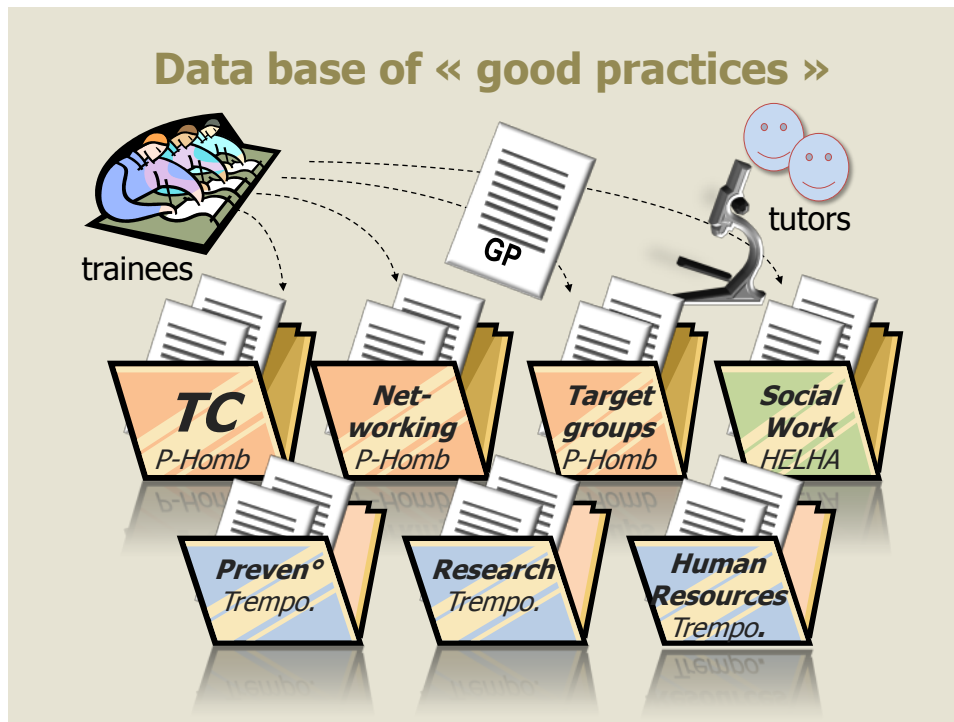 Data base of « good practices »
trainees
GP
tutors
TC
P-Homb
Net-
working
P-Homb
Target
groups
P-Homb
Social
Work
HELHA
Preven°
Trempo.
Research
Trempo.
Human
Resources
Trempo.